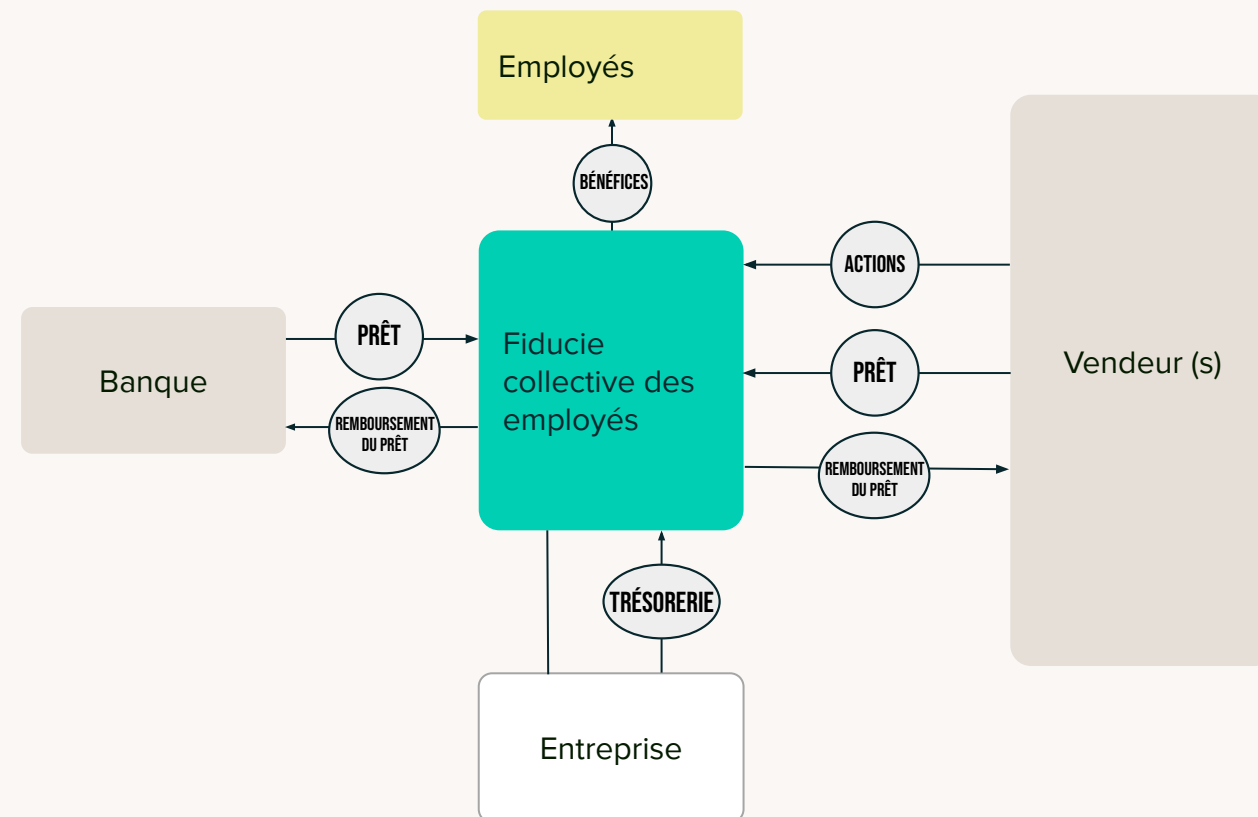 Employés
BÉNÉFICES
ACTIONS
PRÊT
PRÊT
Banque
Fiducie
collective des
employés
Vendeur (s)
REMBOURSEMENT
DU PRÊT
REMBOURSEMENT
DU PRÊT
TRÉSORERIE
Entreprise